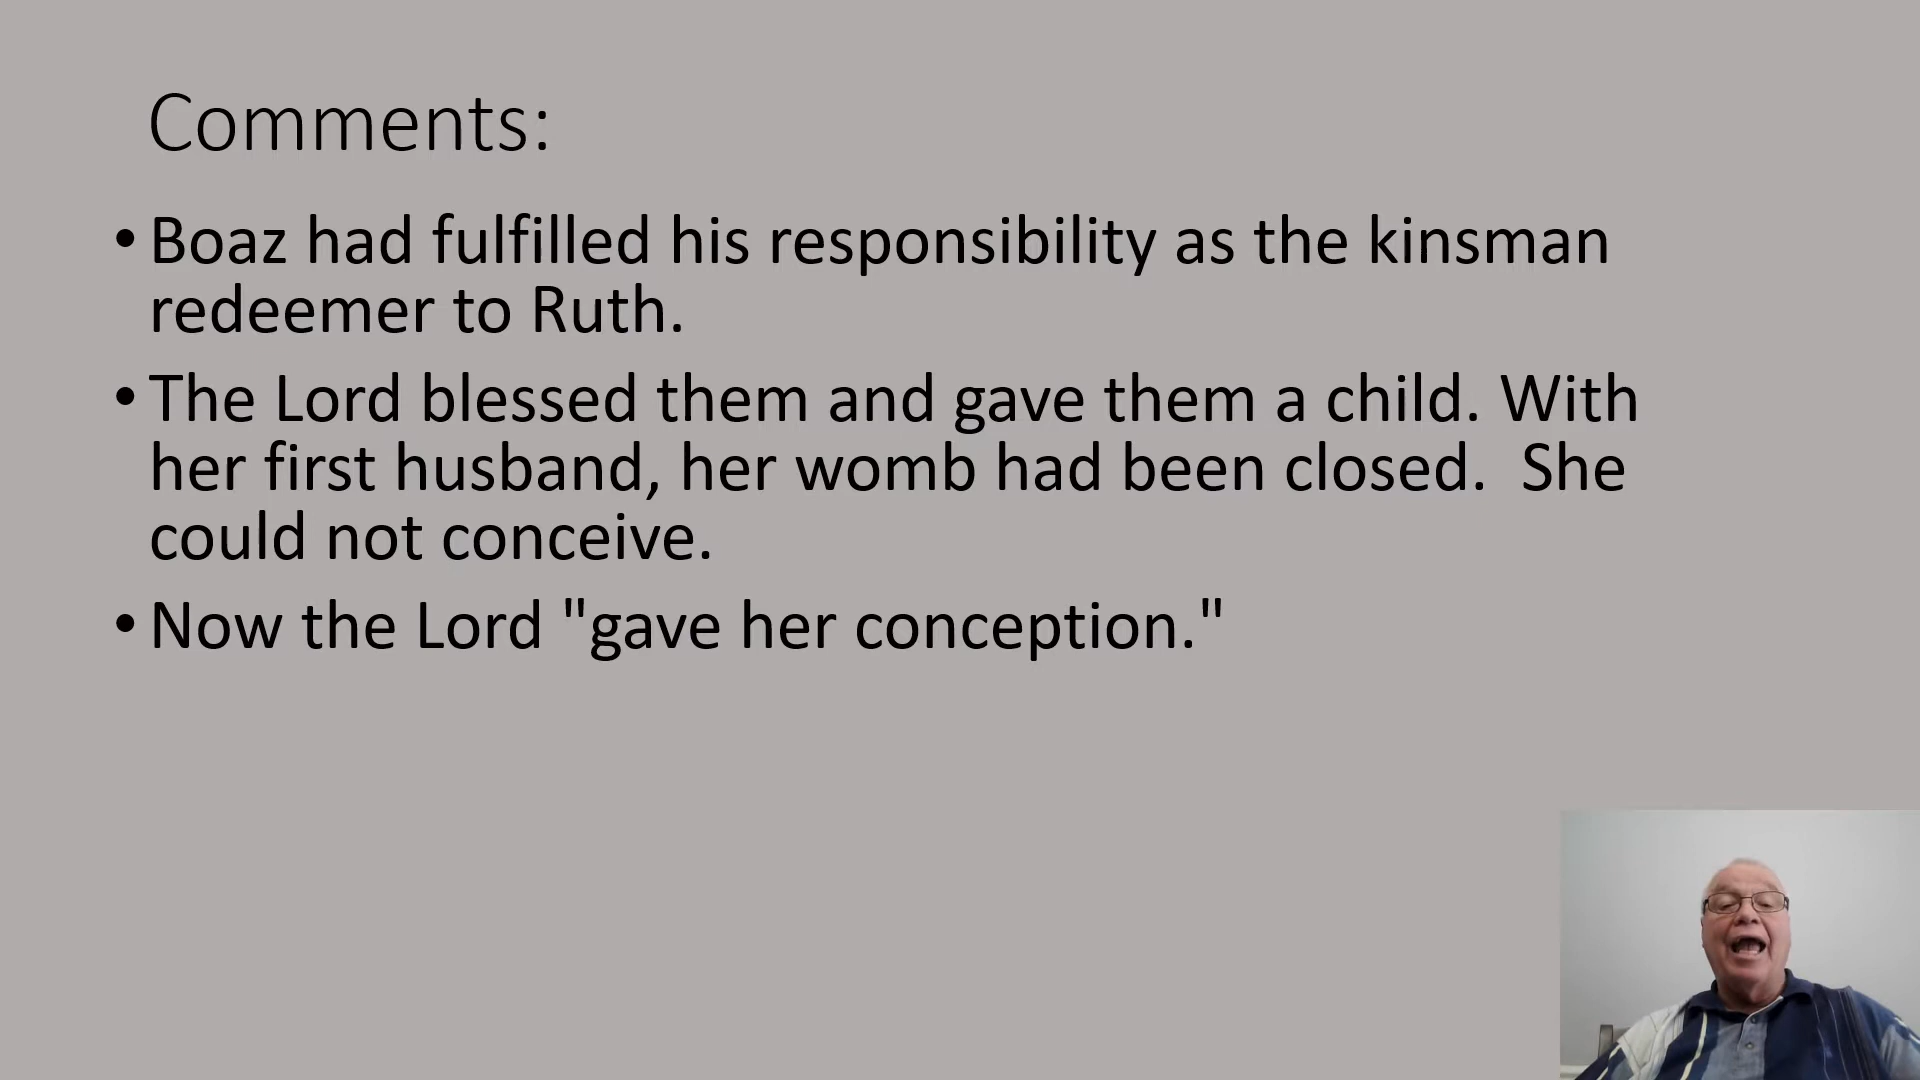 Comments:
• Boaz had fulfilled his responsibility as the kinsman
redeemer to Ruth.
• The Lord blessed them and gave them a child. With
her first husband, her womb had been closed.  She
could not conceive.
• Now the Lord "gave her conception."